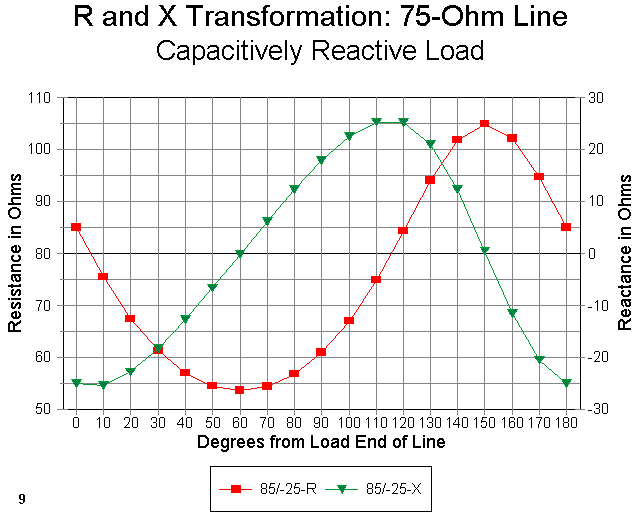 R and X Transformation: 75-Ohm Line
Capacitively Reactive Load
110
100
90
80
70
60
50
Resistance in Ohms
30
20
10
0
-10
-20
-30
Reactance in Ohms
0 10 20 30 40 50 60 70 80 90 100 110 120 130 140 150 160 170 180
Degrees from Load End of Line
85/-25-R 85/-25-X
9